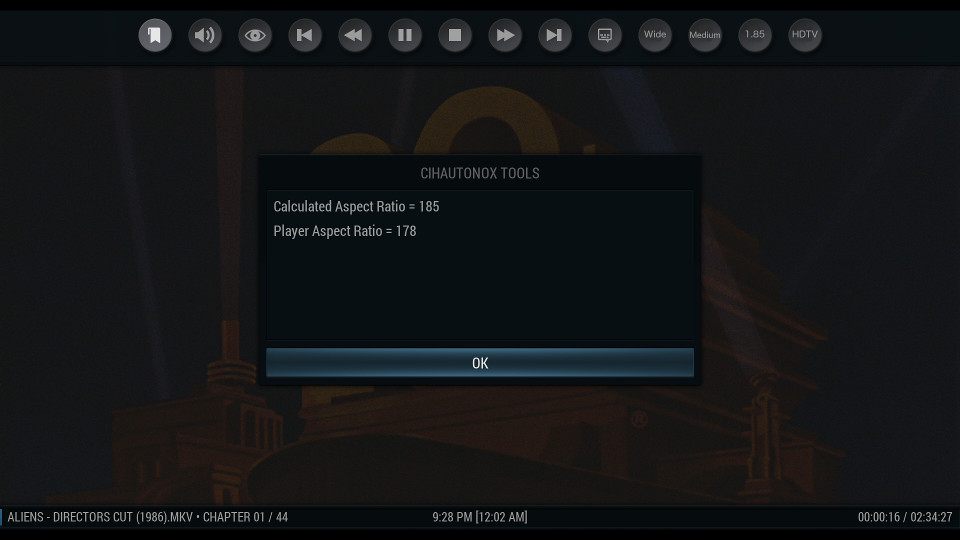 Wide Medium 1.85 HDTV
CIHAUTONOX TOOLS
Calculated Aspect Ratio = 185
Player Aspect Ratio = 178
OK
®
ALIENS - DIRECTORS CUT (1986).MKV • CHAPTER 01 / 44 9:28 PM [12:02 AM] 00:00:16 / 02:34:27